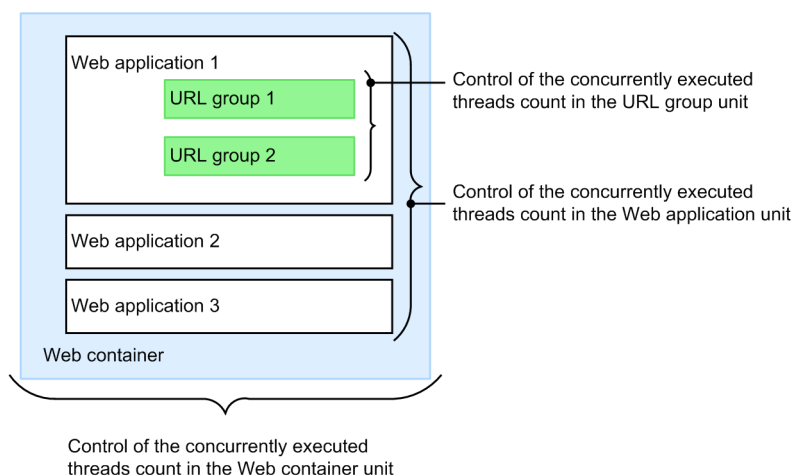 Web application 1
URL group 1
URL group 2
Web application 2
Web application 3
Web container
Control of the concurrently executed
threads count in the URL group unit
Control of the concurrently executed
threads count in the Web application unit
Control of the concurrently executed
threads count in the Web container unit